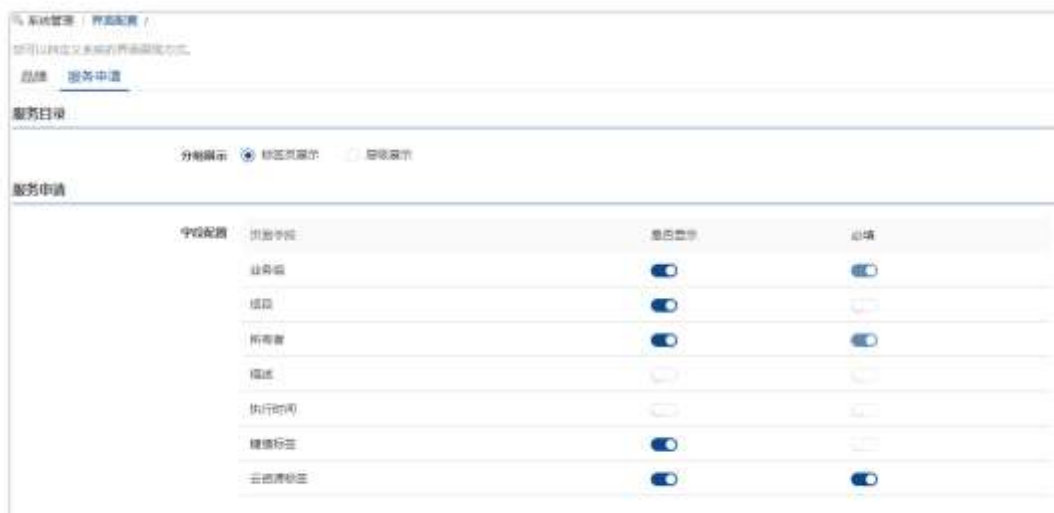 系统管理 / 界面配置 /
您可以自定义系统的界面展现方式。
品牌 服务申请
服务目录
分组展示 标签页展示 层级展示
服务申请
字段配置 页面字段 是否显示 必填
业务组
项目
所有者
描述
执行时间
键值标签
云资源标签